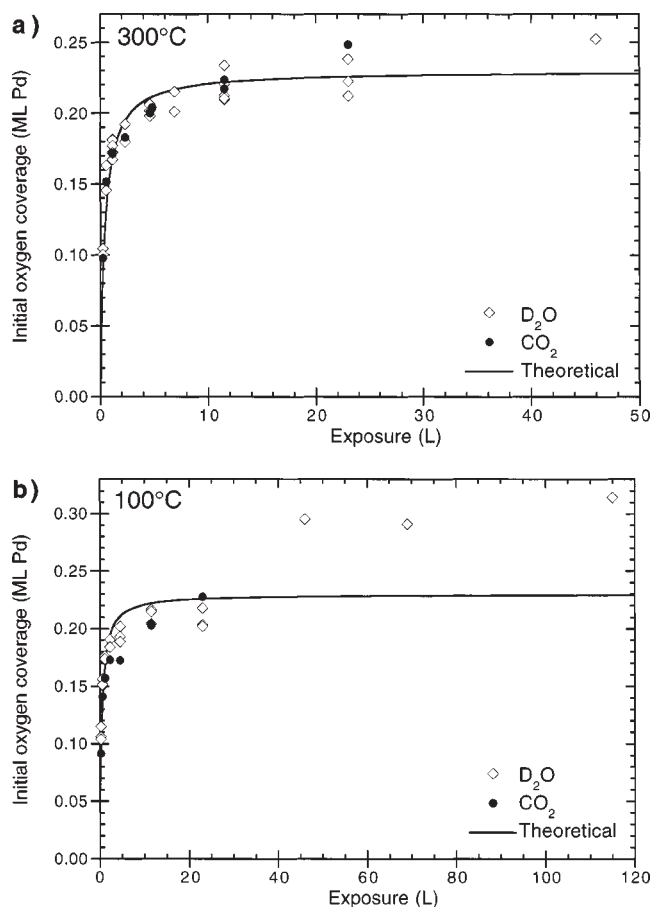 a)
300°C
Initial oxygen coverage (ML Pd)
0.25
0.20
0.15
0.10
0.05
0.00
D₂O
CO₂
Theoretical
0 10 20 30 40 50
Exposure (L)
b)
100°C
Initial oxygen coverage (ML Pd)
0.30
0.25
0.20
0.15
0.10
0.05
0.00
D₂O
CO₂
Theoretical
0 20 40 60 80 100 120
Exposure (L)